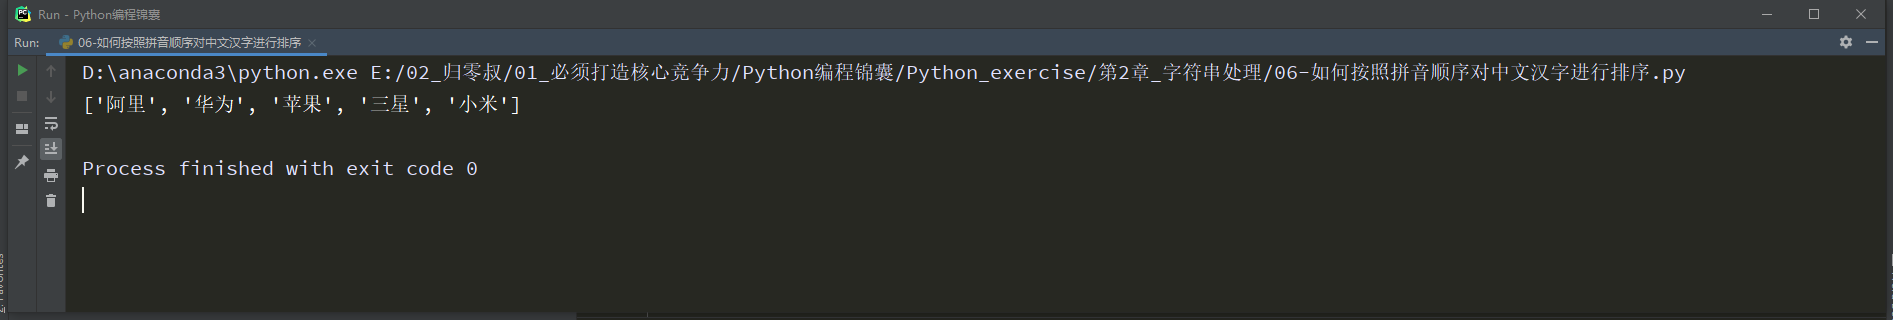 Run - Python编程锦囊
Run: 06-如何按照拼音顺序对中文汉字进行排序
D:\anaconda3\python.exe E:/02_归零叔/01_必须打造核心竞争力/Python编程锦囊/Python_exercise/第2章_字符串处理/06-如何按照拼音顺序对中文汉字进行排序.py
['阿里', '华为', '苹果', '三星', '小米']
Process finished with exit code 0